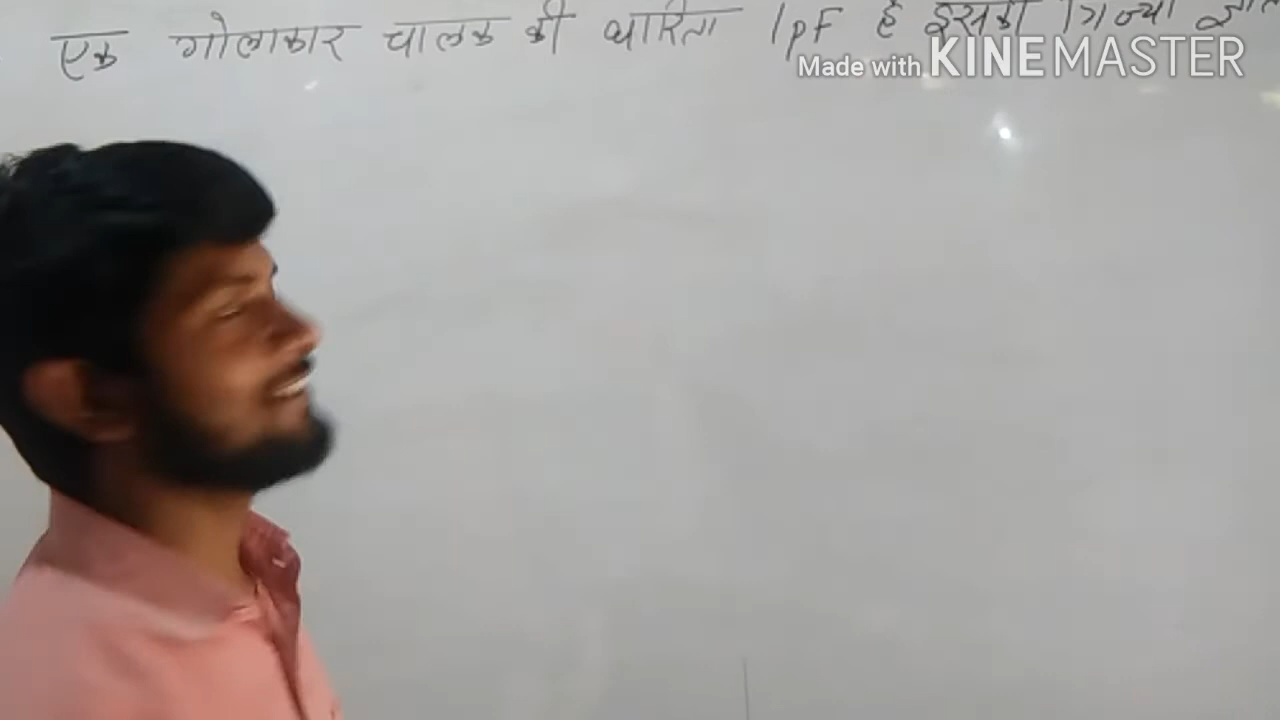 एक गोलाकार चालक की धारिता 1pF है इसकी त्रिज्या
Made with KINEMASTER